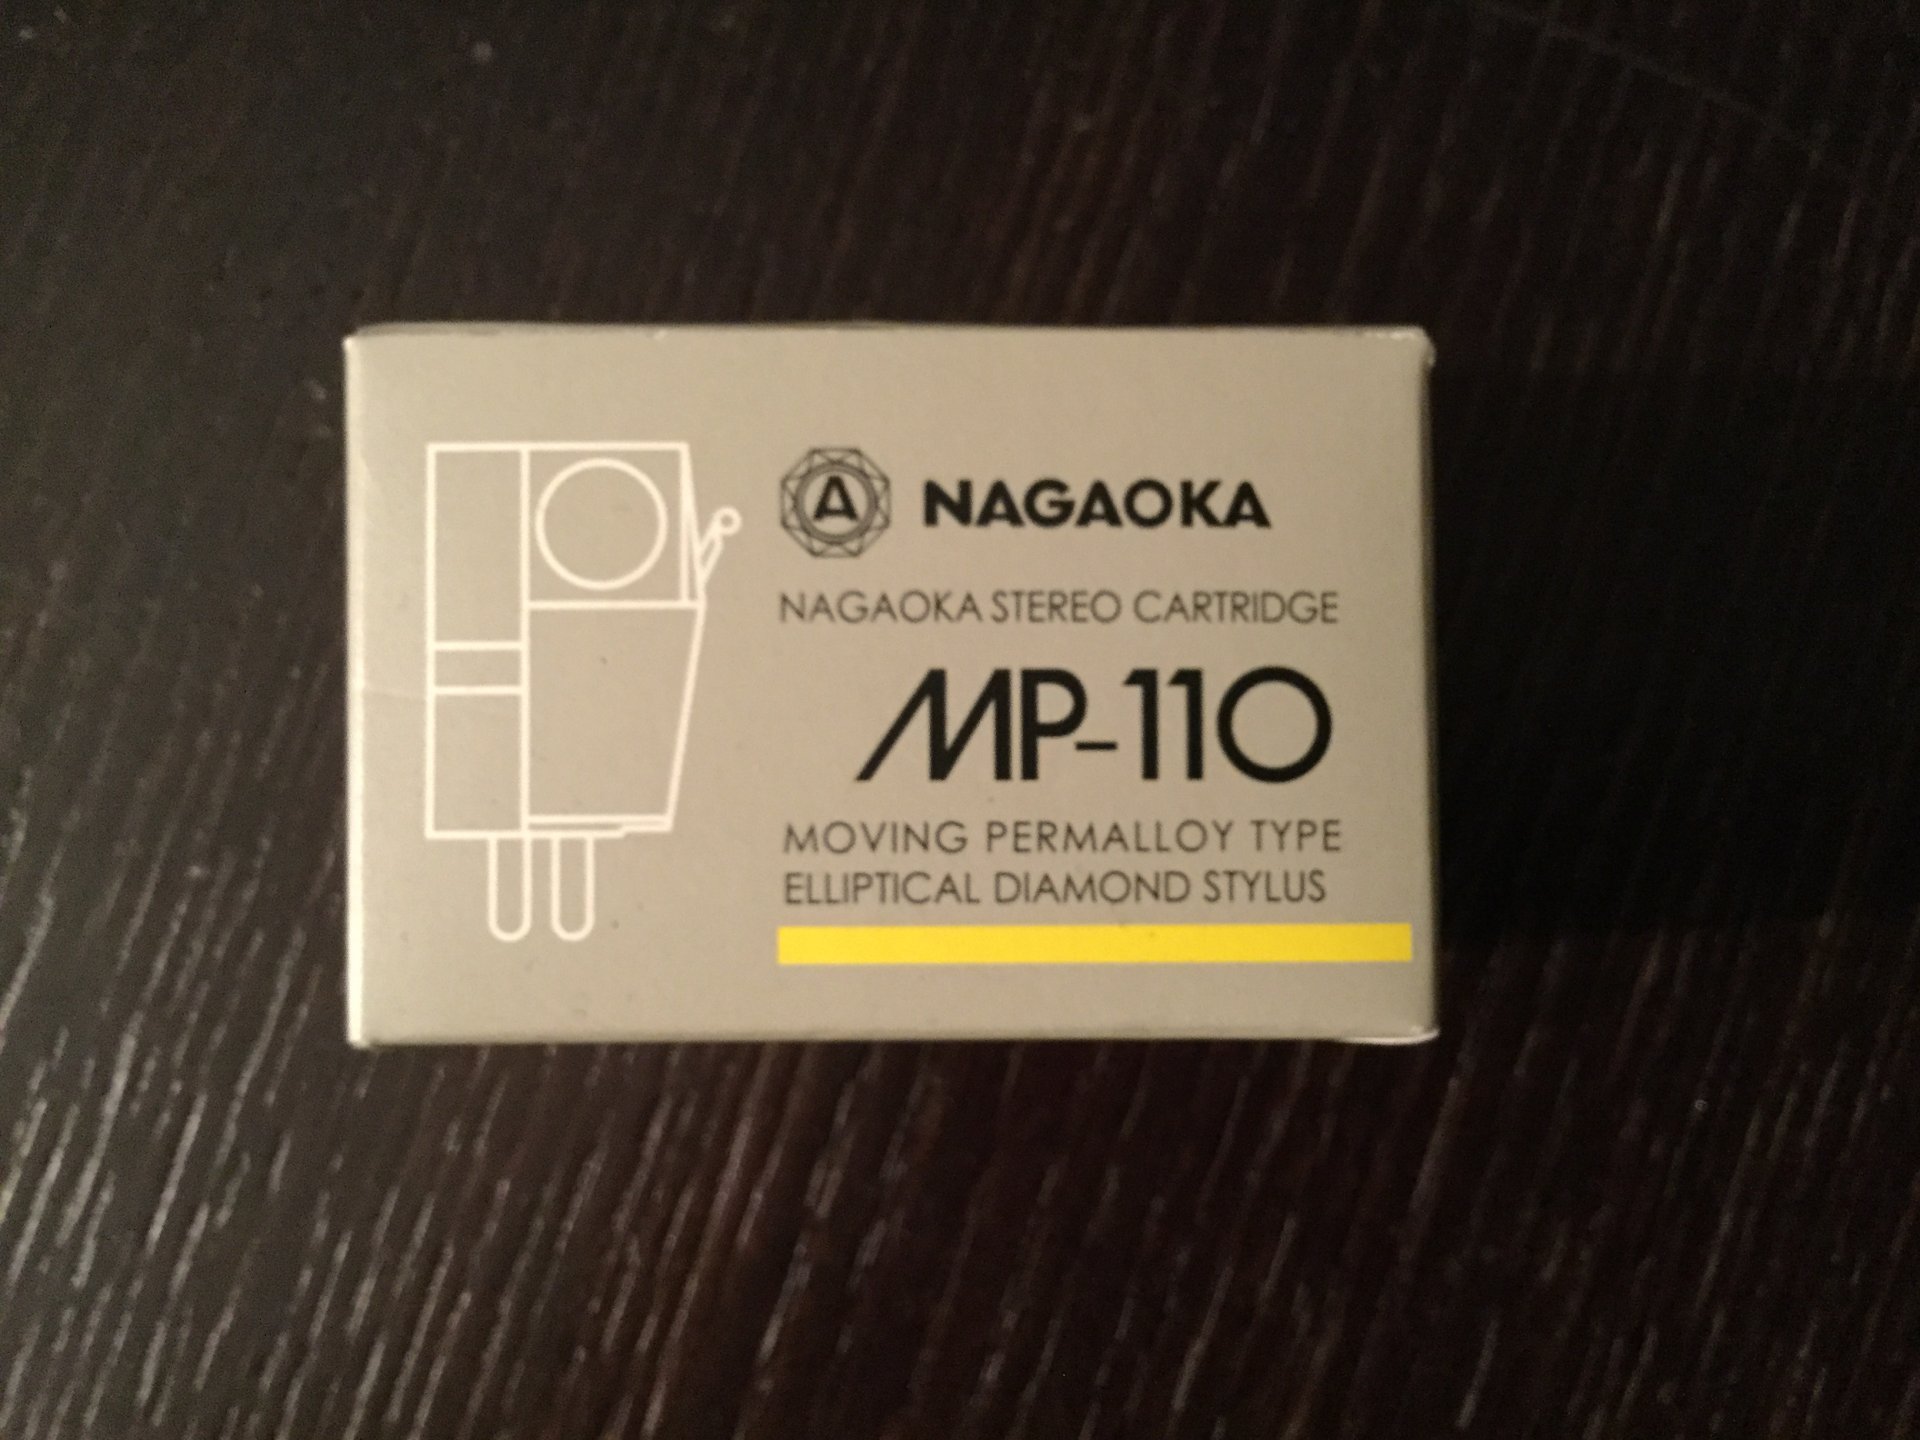 A NAGAOKA
NAGAOKA STEREO CARTRIDGE
MP-110
MOVING PERMALLOY TYPE
ELLIPTICAL DIAMOND STYLUS